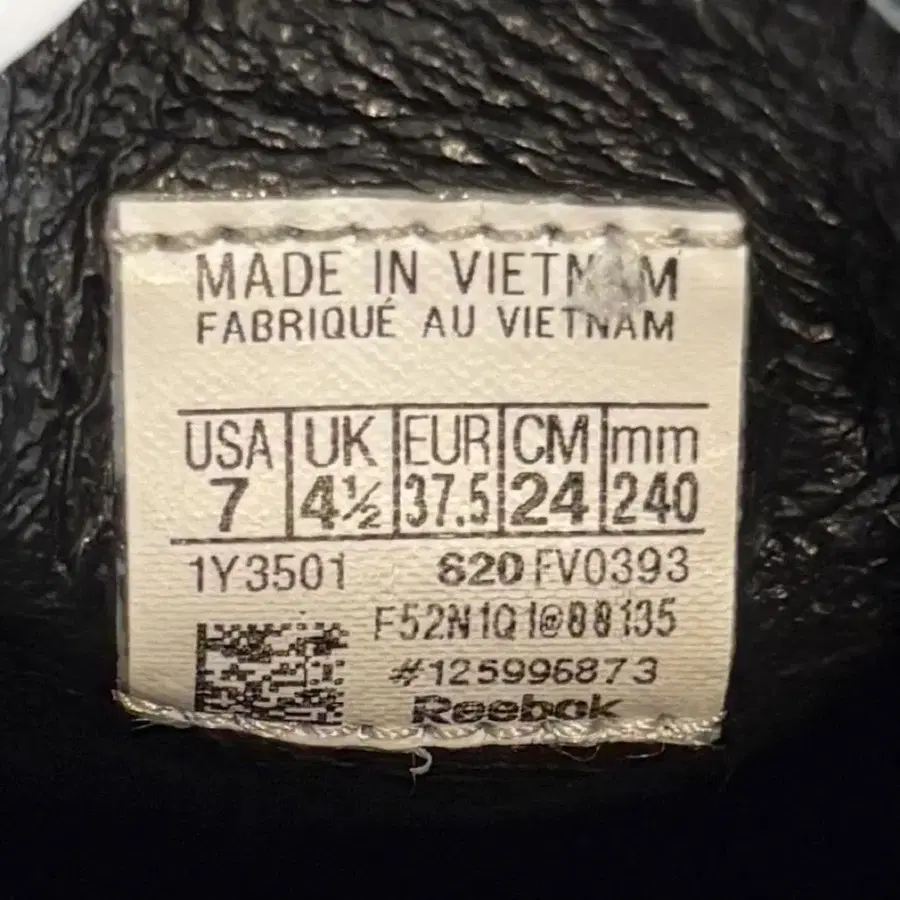 MADE IN VIETNAM
FABRIQUÉ AU VIETNAM
USA UK EUR CM mm
7 4½ 37.5 24 240
1Y3501 620 FV0393
F52N1Q1@88135
#125996873
Reebok